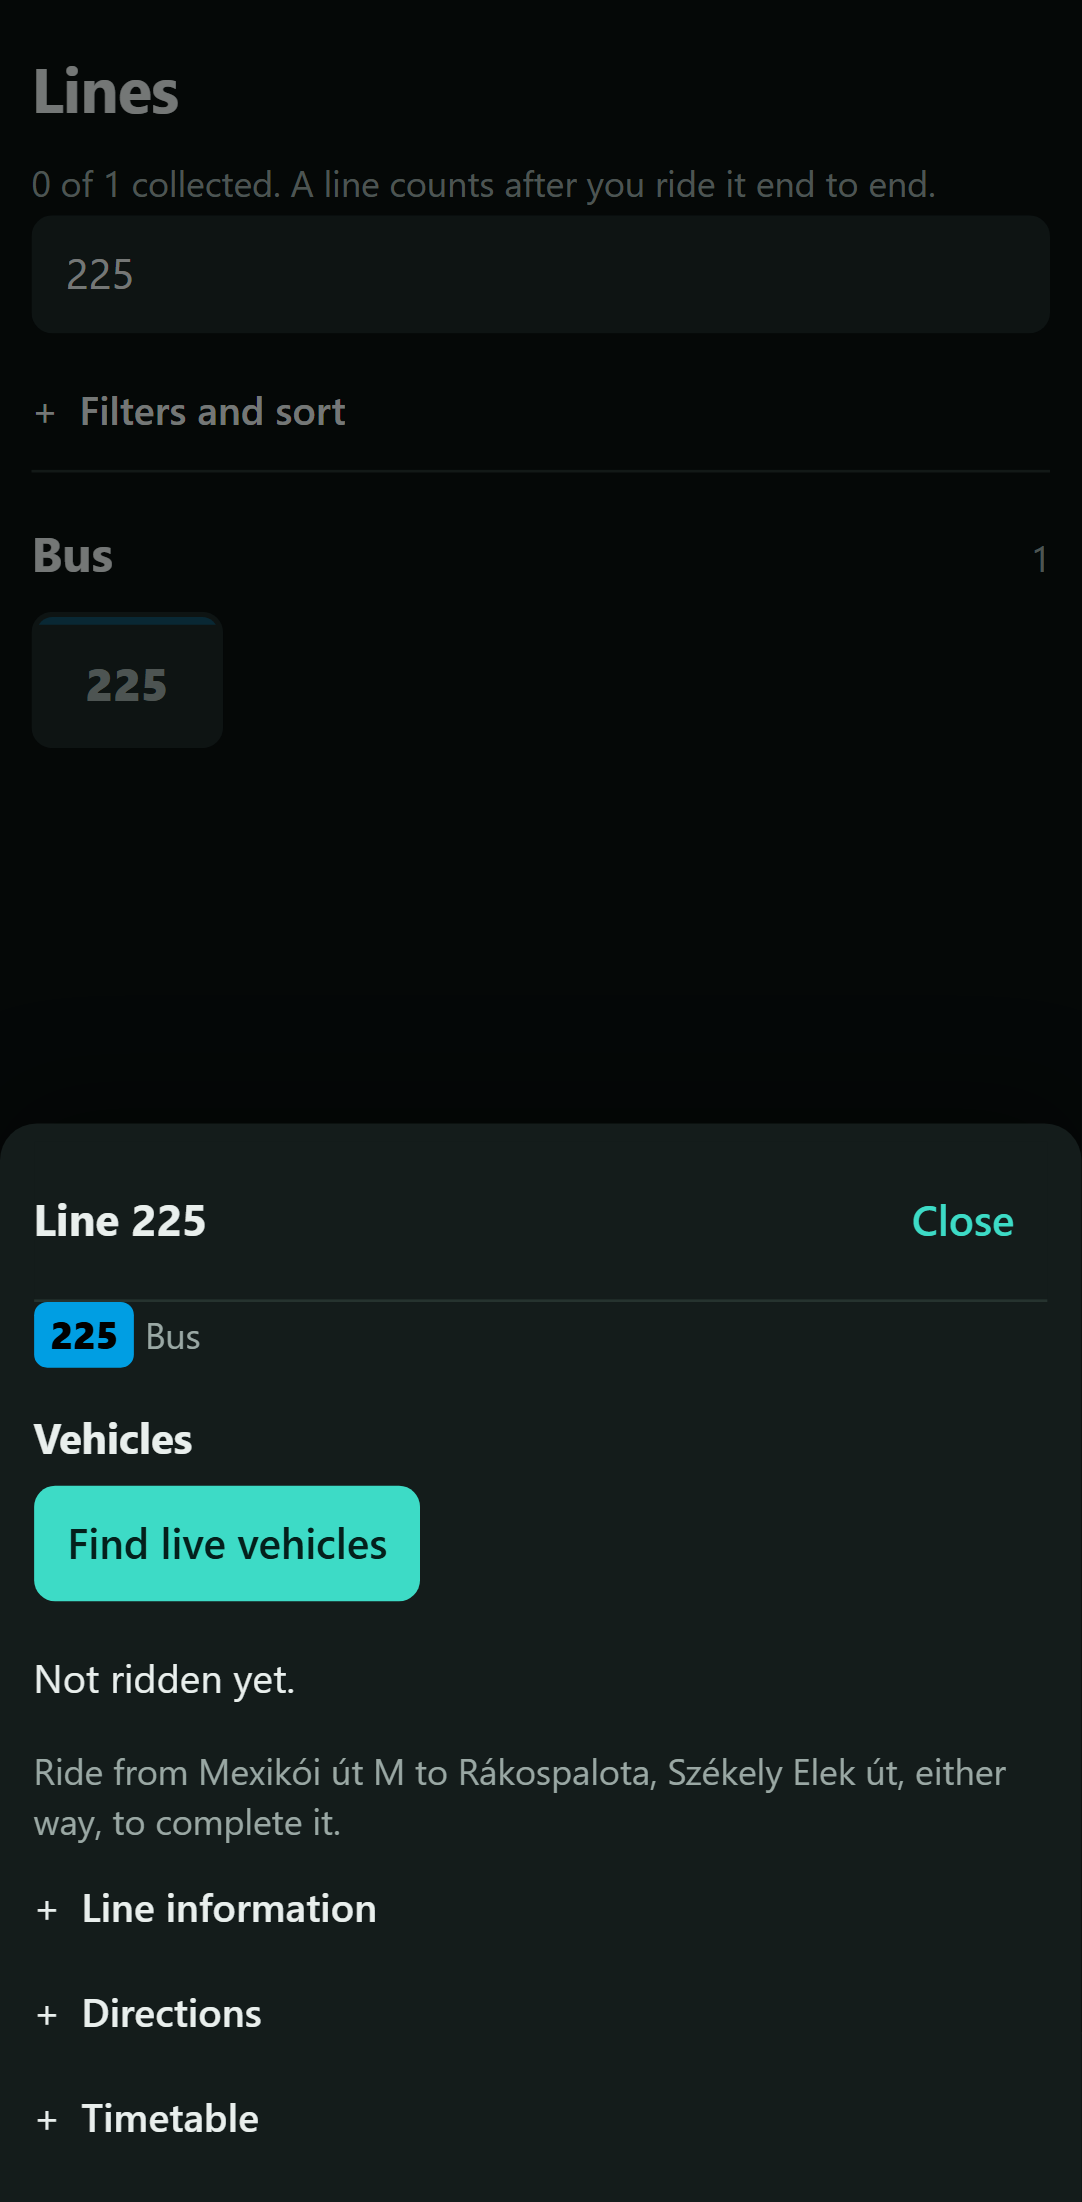 Lines
0 of 1 collected. A line counts after you ride it end to end.
225
+ Filters and sort
Bus 1
225
Line 225 Close
225 Bus
Vehicles
Find live vehicles
Not ridden yet.
Ride from Mexikói út M to Rákospalota, Székely Elek út, either
way, to complete it.
+ Line information
+ Directions
+ Timetable